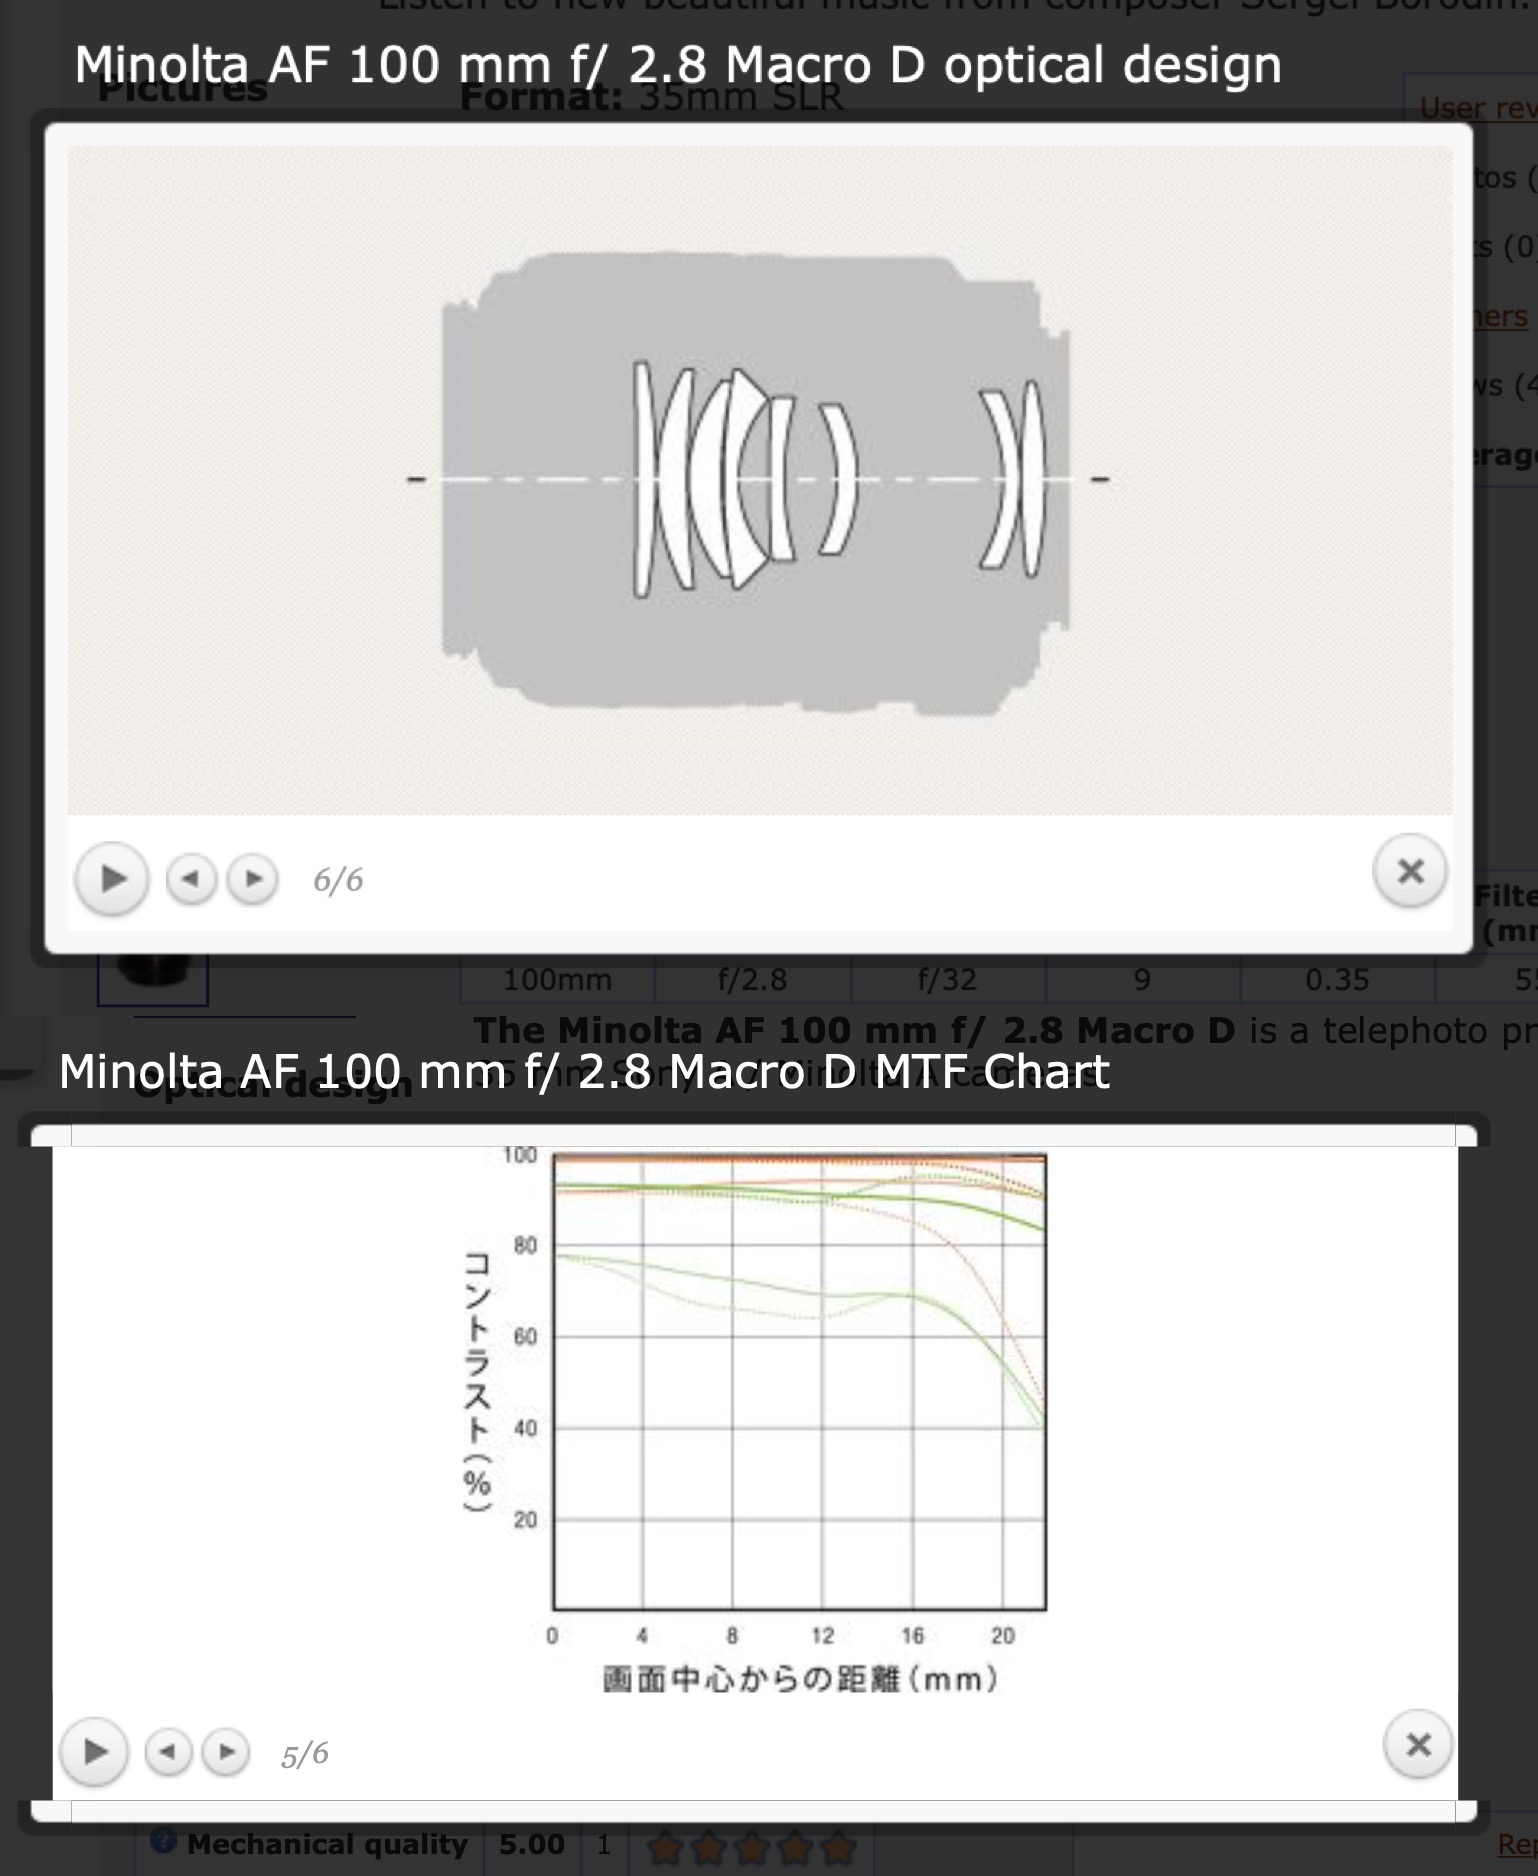 Minolta AF 100 mm f/ 2.8 Macro D optical design
Pictures
Format: 35mm SLR
User rev
tos (
ts (0)
ners
ws (4
erage
6/6
Filte
(mm
100mm f/2.8 f/32 9 0.35 55
The Minolta AF 100 mm f/ 2.8 Macro D is a telephoto pr
Minolta AF 100 mm f/ 2.8 Macro D MTF Chart
Optical design
100
80
60
40
20
コントラスト(%)
0 4 8 12 16 20
画面中心からの距離(mm)
5/6
Mechanical quality 5.00 1
Rep